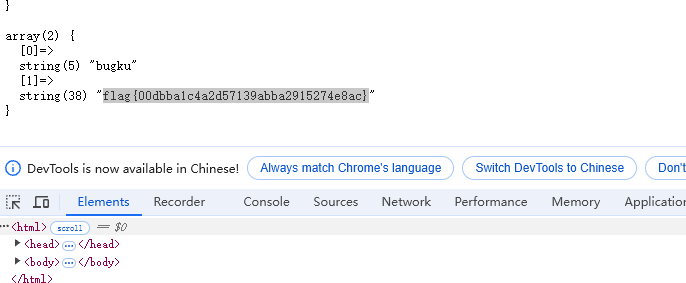 }
array(2) {
[0]=>
string(5) "bugku"
[1]=>
string(38) "flag{00dbba1c4a2d57139abba2915274e8ac}"
}
DevTools is now available in Chinese! Always match Chrome's language Switch DevTools to Chinese Don't
Elements Recorder Console Sources Network Performance Memory Application
<html> scroll == $0
<head> … </head>
<body> … </body>
</html>